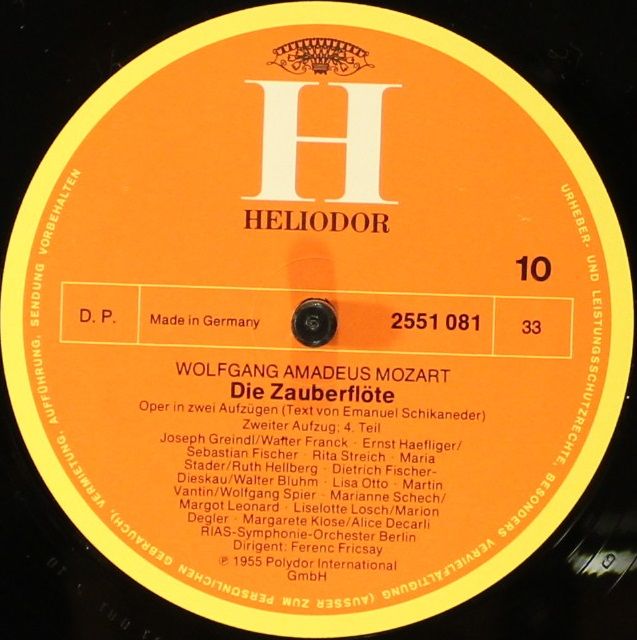 H
HELIODOR
10
D. P.
Made in Germany
2551 081
33
WOLFGANG AMADEUS MOZART
Die Zauberflöte
Oper in zwei Aufzügen (Text von Emanuel Schikaneder)
Zweiter Aufzug; 4. Teil
Joseph Greindl/Walter Franck · Ernst Haefliger/
Sebastian Fischer · Rita Streich · Maria
Stader/Ruth Hellberg · Dietrich Fischer-
Dieskau/Walter Bluhm · Lisa Otto · Martin
Vantin/Wolfgang Spier · Marianne Schech/
Margot Leonard · Liselotte Losch/Marion
Degler · Margarete Klose/Alice Decarli
RIAS-Symphonie-Orchester Berlin
Dirigent: Ferenc Fricsay
℗ 1955 Polydor International
GmbH
URHEBER- UND LEISTUNGSSCHUTZRECHTE, BESONDERS VERVIELFÄLTIGUNG (AUSSER ZUM PERSÖNLICHEN GEBRAUCH), VERMIETUNG, AUFFÜHRUNG, SENDUNG VORBEHALTEN